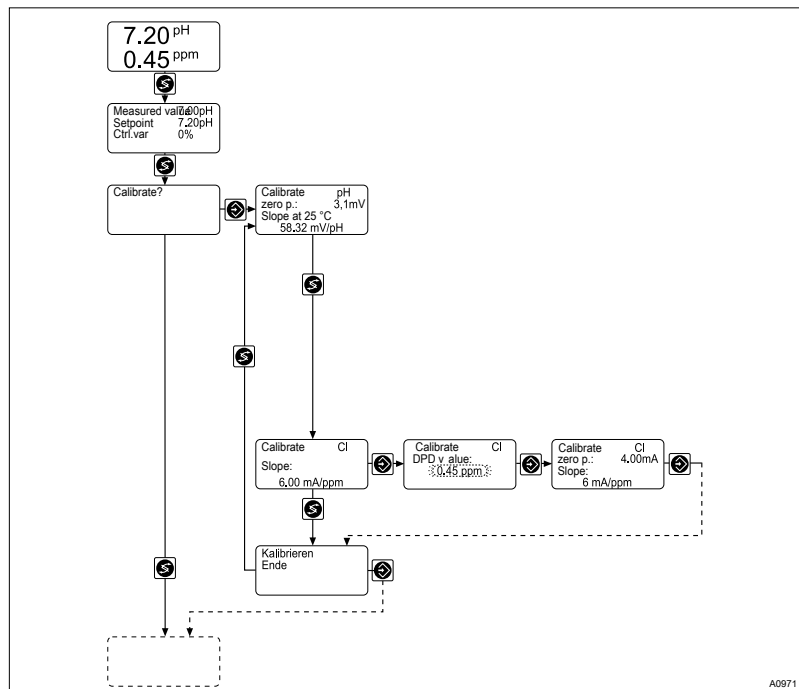 7.20 pH
0.45 ppm
Measured value 7.00pH
Setpoint 7.20pH
Ctrl.var 0%
Calibrate?
Calibrate pH
zero p.: 3,1mV
Slope at 25 °C
58.32 mV/pH
Calibrate Cl
Slope:
6.00 mA/ppm
Calibrate Cl
DPD v alue:
0.45 ppm
Calibrate Cl
zero p.: 4.00mA
Slope:
6 mA/ppm
Kalibrieren
Ende
A0971